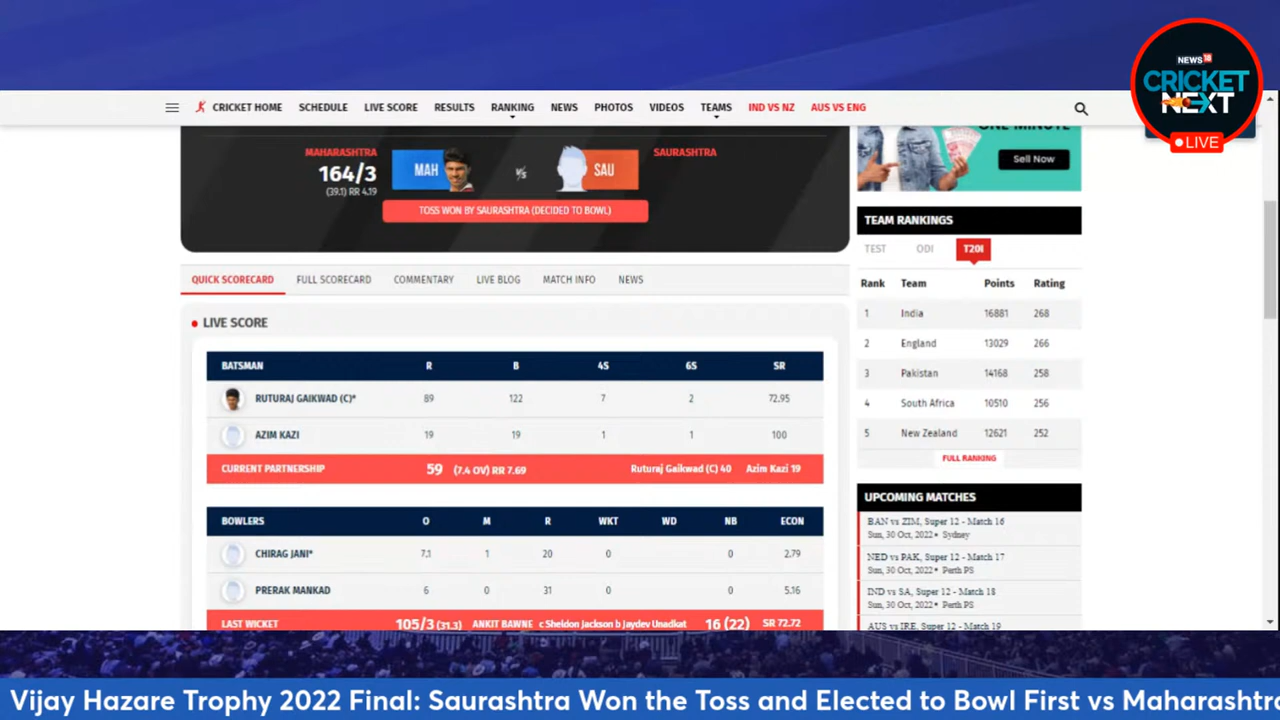 NEWS 18
CRICKET
NEXT
LIVE
CRICKET HOME SCHEDULE LIVE SCORE RESULTS RANKING NEWS PHOTOS VIDEOS TEAMS IND VS NZ AUS VS ENG
ONE MINUTE
Sell Now
MAHARASHTRA
164/3
(39.1) RR 4.19
MAH
V/S
SAU
SAURASHTRA
TOSS WON BY SAURASHTRA (DECIDED TO BOWL)
QUICK SCORECARD FULL SCORECARD COMMENTARY LIVE BLOG MATCH INFO NEWS
LIVE SCORE
BATSMAN R B 4S 6S SR
RUTURAJ GAIKWAD (C)* 89 122 7 2 72.95
AZIM KAZI 19 19 1 1 100
CURRENT PARTNERSHIP 59 (7.4 OV) RR 7.69 Ruturaj Gaikwad (C) 40 Azim Kazi 19
BOWLERS O M R WKT WD NB ECON
CHIRAG JANI* 7.1 1 20 0 0 2.79
PRERAK MANKAD 6 0 31 0 0 5.16
LAST WICKET 105/3 (31.3) ANKIT BAWNE c Sheldon Jackson b Jaydev Unadkat 16 (22) SR 72.72
TEAM RANKINGS
TEST ODI T20I
Rank Team Points Rating
1 India 16881 268
2 England 13029 266
3 Pakistan 14168 258
4 South Africa 10510 256
5 New Zealand 12621 252
FULL RANKING
UPCOMING MATCHES
BAN vs ZIM, Super 12 - Match 16
Sun, 30 Oct, 2022 • Sydney
NED vs PAK, Super 12 - Match 17
Sun, 30 Oct, 2022 • Perth PS
IND vs SA, Super 12 - Match 18
Sun, 30 Oct, 2022 • Perth PS
AUS vs IRE, Super 12 - Match 19
Vijay Hazare Trophy 2022 Final: Saurashtra Won the Toss and Elected to Bowl First vs Maharashtra